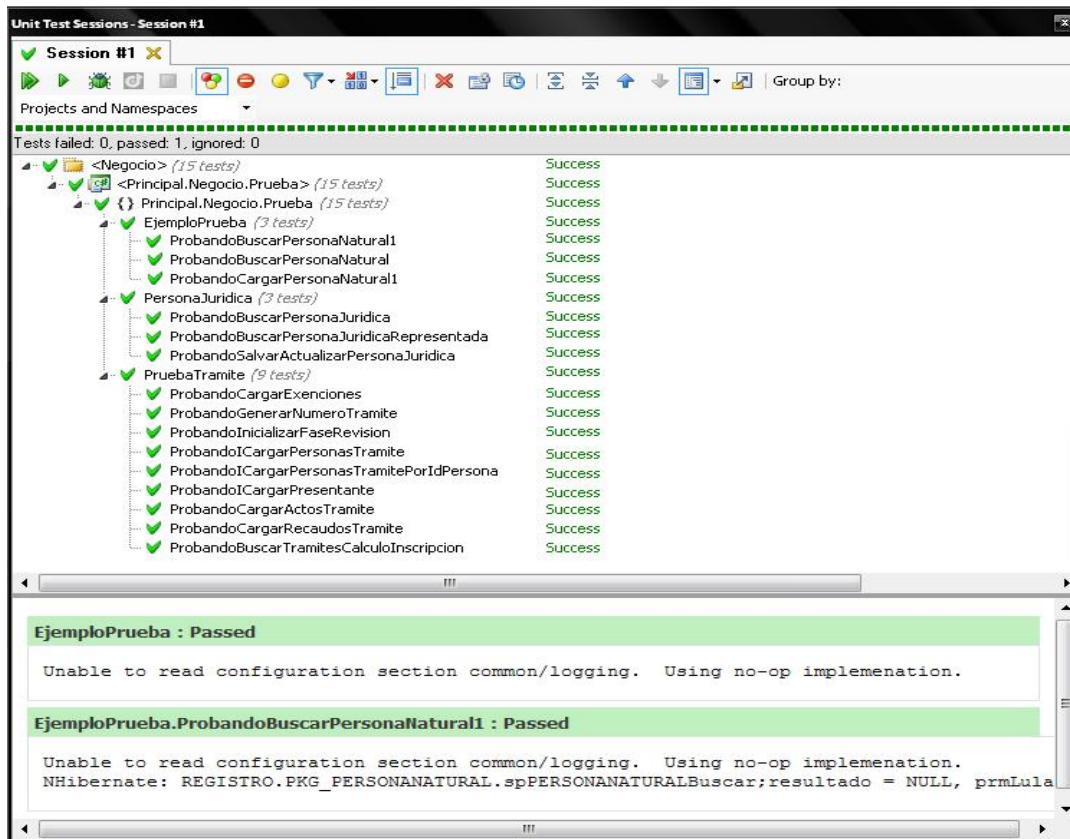 Unit Test Sessions - Session #1
Session #1
Group by:
Projects and Namespaces
Tests failed: 0, passed: 1, ignored: 0
<Negocio> (15 tests) Success
<Principal.Negocio.Prueba> (15 tests) Success
{} Principal.Negocio.Prueba (15 tests) Success
EjemploPrueba (3 tests) Success
ProbandoBuscarPersonaNatural1 Success
ProbandoBuscarPersonaNatural Success
ProbandoCargarPersonaNatural1 Success
PersonaJuridica (3 tests) Success
ProbandoBuscarPersonaJuridica Success
ProbandoBuscarPersonaJuridicaRepresentada Success
ProbandoSalvarActualizarPersonaJuridica Success
PruebaTramite (9 tests) Success
ProbandoCargarExenciones Success
ProbandoGenerarNumeroTramite Success
ProbandoInicializarFaseRevision Success
ProbandoICargarPersonasTramite Success
ProbandoICargarPersonasTramitePorIdPersona Success
ProbandoICargarPresentante Success
ProbandoCargarActosTramite Success
ProbandoCargarRecaudosTramite Success
ProbandoBuscarTramitesCalculoInscripcion Success
EjemploPrueba : Passed
Unable to read configuration section common/logging.  Using no-op implemenation.
EjemploPrueba.ProbandoBuscarPersonaNatural1 : Passed
Unable to read configuration section common/logging.  Using no-op implemenation.
NHibernate: REGISTRO.PKG_PERSONANATURAL.spPERSONANATURALBuscar;resultado = NULL, prmLula